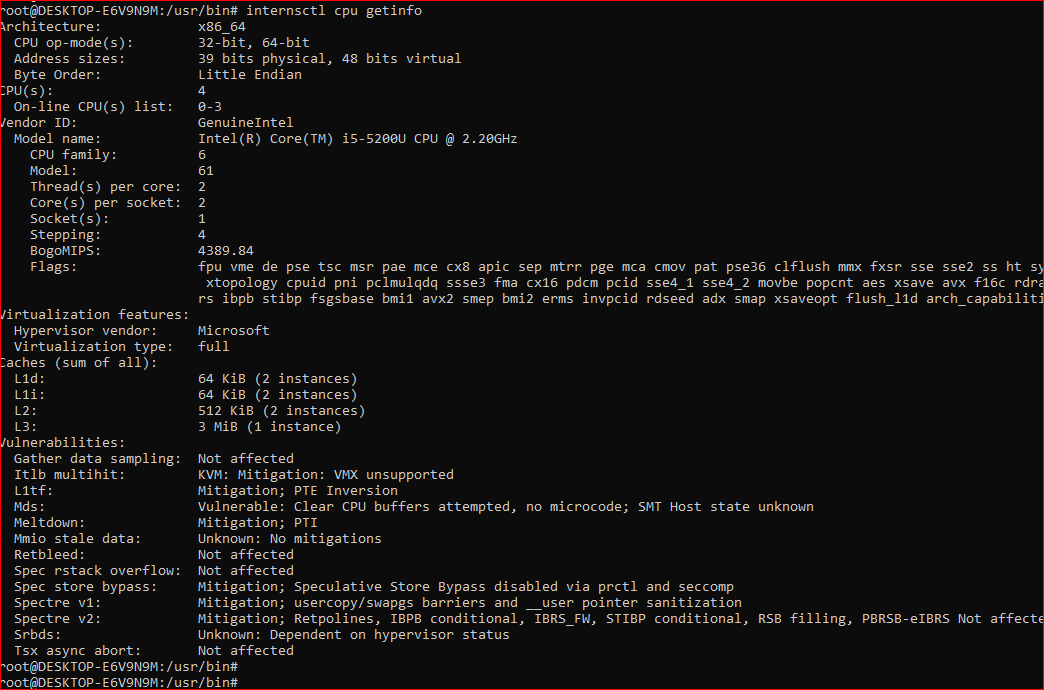 root@DESKTOP-E6V9N9M:/usr/bin# internsctl cpu getinfo
Architecture: x86_64
CPU op-mode(s): 32-bit, 64-bit
Address sizes: 39 bits physical, 48 bits virtual
Byte Order: Little Endian
CPU(s): 4
On-line CPU(s) list: 0-3
Vendor ID: GenuineIntel
Model name: Intel(R) Core(TM) i5-5200U CPU @ 2.20GHz
CPU family: 6
Model: 61
Thread(s) per core: 2
Core(s) per socket: 2
Socket(s): 1
Stepping: 4
BogoMIPS: 4389.84
Flags: fpu vme de pse tsc msr pae mce cx8 apic sep mtrr pge mca cmov pat pse36 clflush mmx fxsr sse sse2 ss ht sy
xtopology cpuid pni pclmulqdq ssse3 fma cx16 pdcm pcid sse4_1 sse4_2 movbe popcnt aes xsave avx f16c rdra
rs ibpb stibp fsgsbase bmi1 avx2 smep bmi2 erms invpcid rdseed adx smap xsaveopt flush_l1d arch_capabiliti
Virtualization features:
Hypervisor vendor: Microsoft
Virtualization type: full
Caches (sum of all):
L1d: 64 KiB (2 instances)
L1i: 64 KiB (2 instances)
L2: 512 KiB (2 instances)
L3: 3 MiB (1 instance)
Vulnerabilities:
Gather data sampling: Not affected
Itlb multihit: KVM: Mitigation: VMX unsupported
L1tf: Mitigation; PTE Inversion
Mds: Vulnerable: Clear CPU buffers attempted, no microcode; SMT Host state unknown
Meltdown: Mitigation; PTI
Mmio stale data: Unknown: No mitigations
Retbleed: Not affected
Spec rstack overflow: Not affected
Spec store bypass: Mitigation; Speculative Store Bypass disabled via prctl and seccomp
Spectre v1: Mitigation; usercopy/swapgs barriers and __user pointer sanitization
Spectre v2: Mitigation; Retpolines, IBPB conditional, IBRS_FW, STIBP conditional, RSB filling, PBRSB-eIBRS Not affecte
Srbds: Unknown: Dependent on hypervisor status
Tsx async abort: Not affected
root@DESKTOP-E6V9N9M:/usr/bin#
root@DESKTOP-E6V9N9M:/usr/bin#